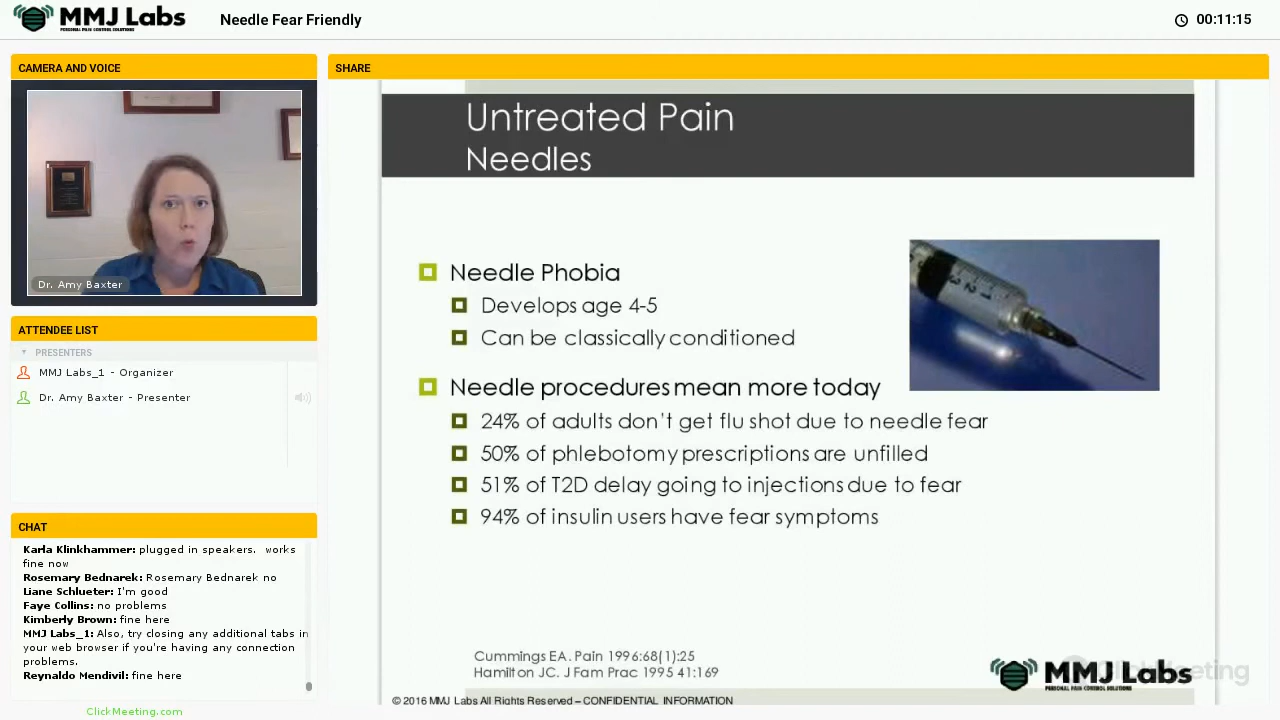 MMJ Labs
PERSONAL PAIN CONTROL SOLUTIONS
Needle Fear Friendly
00:11:15
CAMERA AND VOICE
Dr. Amy Baxter
ATTENDEE LIST
PRESENTERS
MMJ Labs_1 - Organizer
Dr. Amy Baxter - Presenter
CHAT
Karla Klinkhammer: plugged in speakers. works
fine now
Rosemary Bednarek: Rosemary Bednarek no
Liane Schlueter: I'm good
Faye Collins: no problems
Kimberly Brown: fine here
MMJ Labs_1: Also, try closing any additional tabs in
your web browser if you're having any connection
problems.
Reynaldo Mendivil: fine here
ClickMeeting.com
SHARE
Untreated Pain
Needles
Needle Phobia
Develops age 4-5
Can be classically conditioned
Needle procedures mean more today
24% of adults don't get flu shot due to needle fear
50% of phlebotomy prescriptions are unfilled
51% of T2D delay going to injections due to fear
94% of insulin users have fear symptoms
Cummings EA. Pain 1996:68(1):25
Hamilton JC. J Fam Prac 1995 41:169
MMJ Labs
PERSONAL PAIN CONTROL SOLUTIONS
ClickMeeting
© 2016 MMJ Labs All Rights Reserved – CONFIDENTIAL INFORMATION